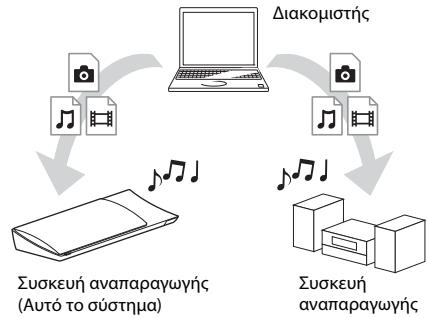 Διακομιστής
Συσκευή αναπαραγωγής
(Αυτό το σύστημα)
Συσκευή
αναπαραγωγής